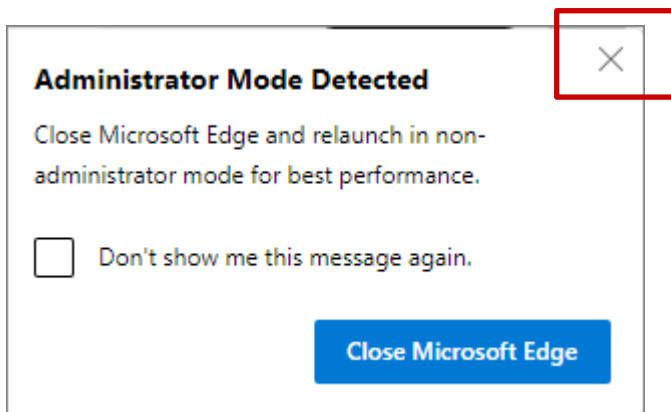 Administrator Mode Detected
Close Microsoft Edge and relaunch in non-
administrator mode for best performance.
Don't show me this message again.
Close Microsoft Edge